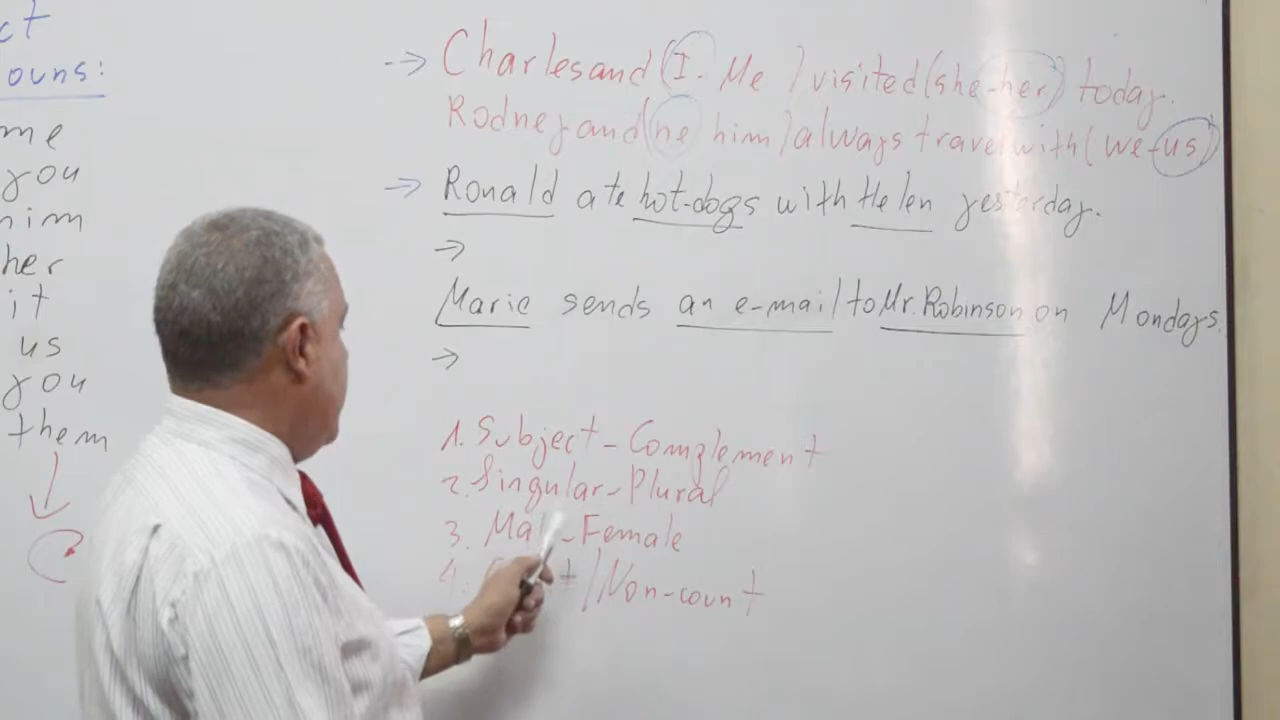 ct
ouns:
me
you
him
her
it
us
you
them
→ Charles and (I - Me) visited (she-her) today.
Rodney and (he him) always travel with (we-us)
→ Ronald ate hot-dogs with Helen yesterday.
→
Marie sends an e-mail to Mr. Robinson on Mondays.
→
1. Subject - Complement
2. Singular - Plural
3. Male - Female
4. Count / Non-count